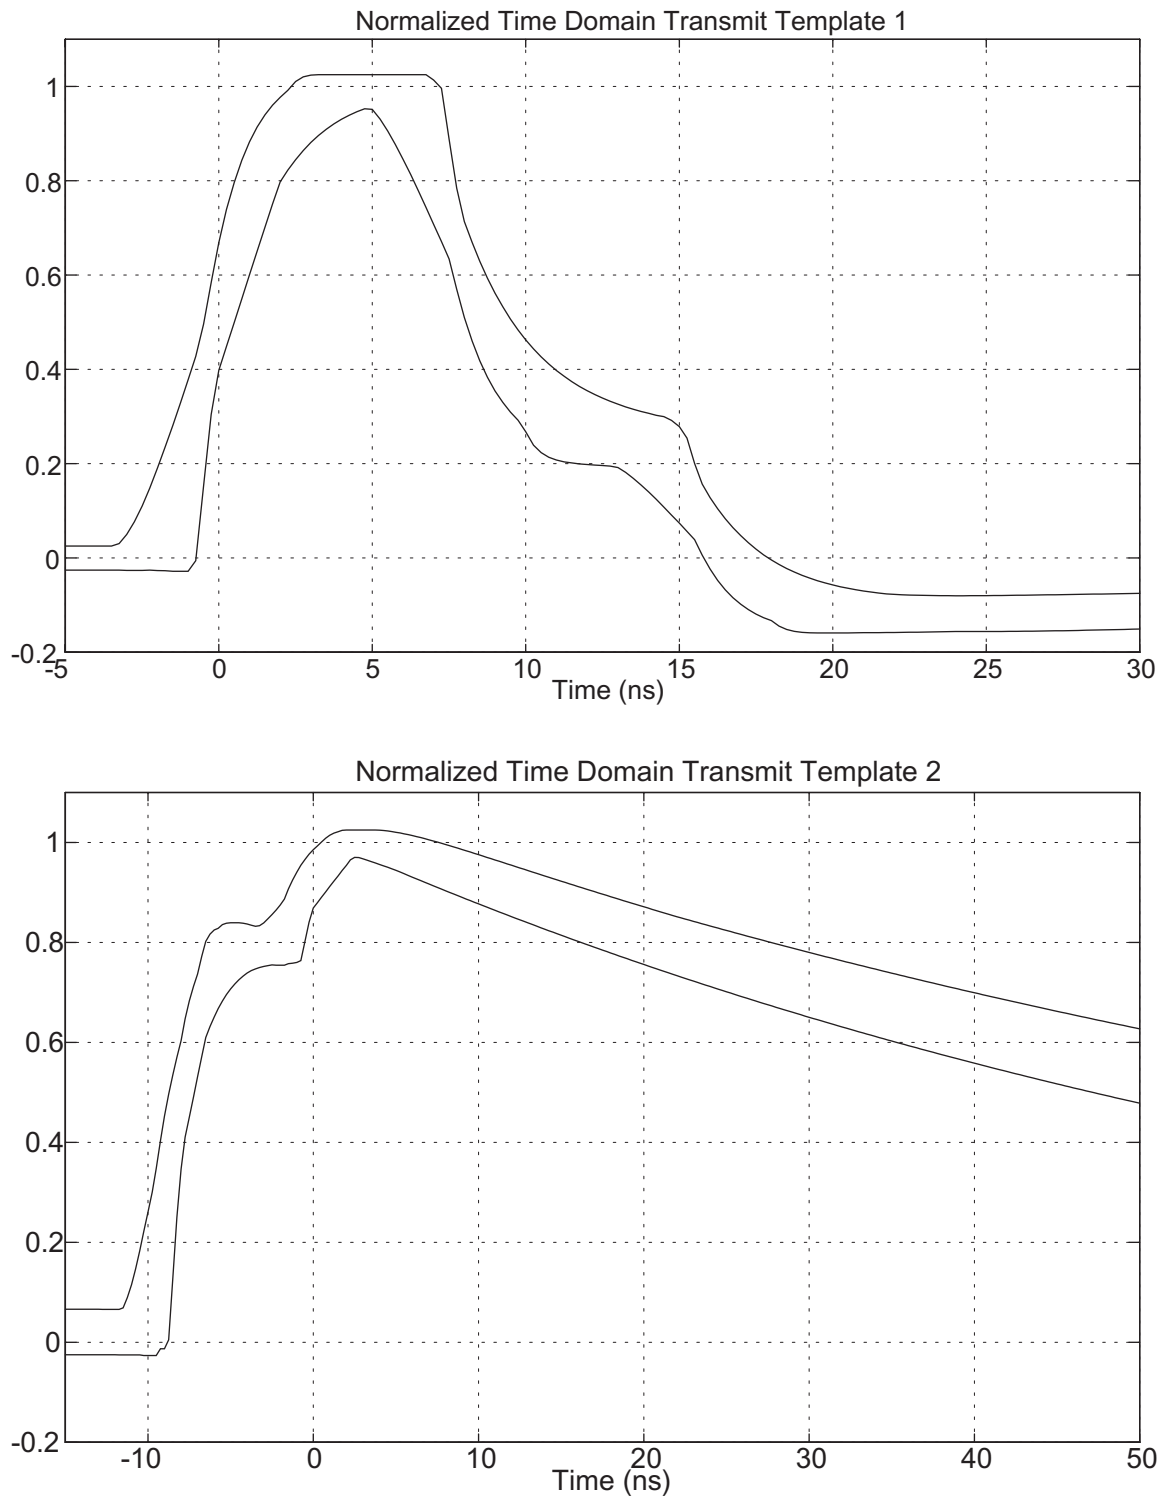 Normalized Time Domain Transmit Template 1
1
0.8
0.6
0.4
0.2
0
-0.2
-5 0 5 10 15 20 25 30
Time (ns)
Normalized Time Domain Transmit Template 2
1
0.8
0.6
0.4
0.2
0
-0.2
-10 0 10 20 30 40 50
Time (ns)